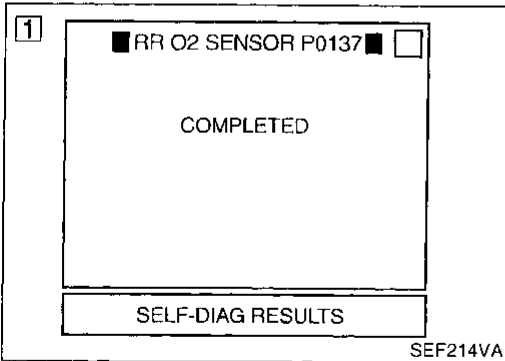 1
RR O2 SENSOR P0137
COMPLETED
SELF-DIAG RESULTS
SEF214VA